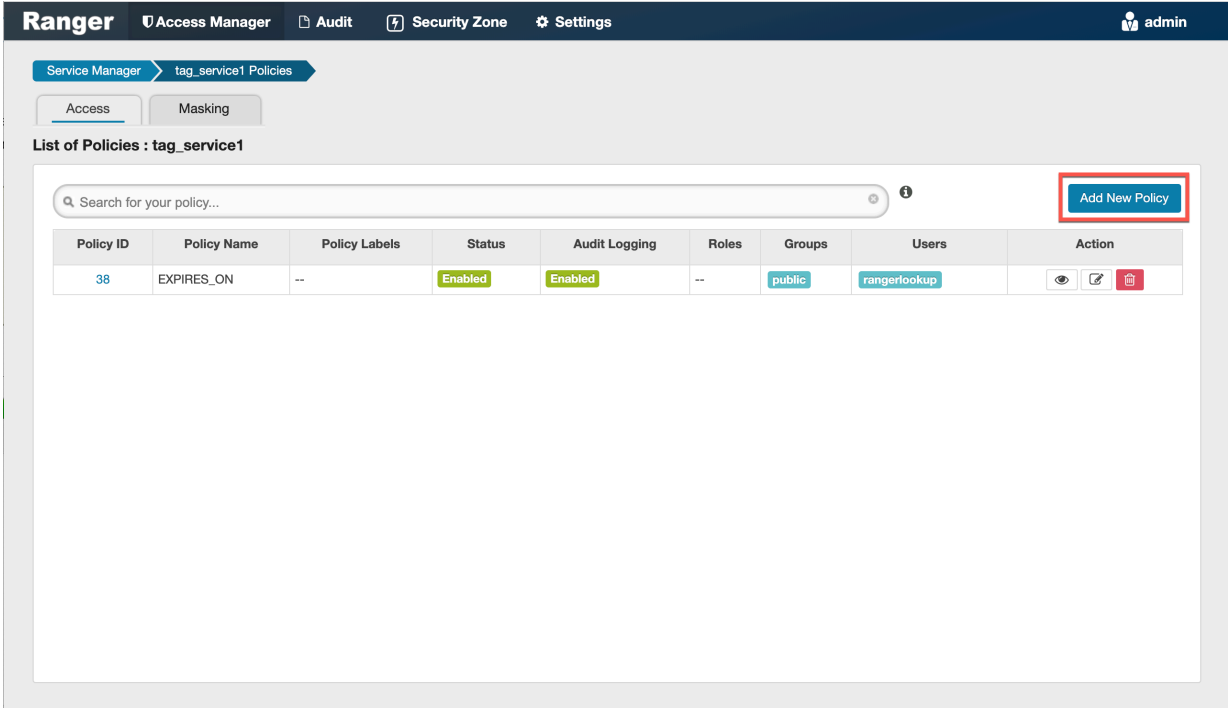 Ranger Access Manager Audit Security Zone Settings admin
Service Manager tag_service1 Policies
Access Masking
List of Policies : tag_service1
Search for your policy...
Add New Policy
Policy ID Policy Name Policy Labels Status Audit Logging Roles Groups Users Action
38 EXPIRES_ON -- Enabled Enabled -- public rangerlookup